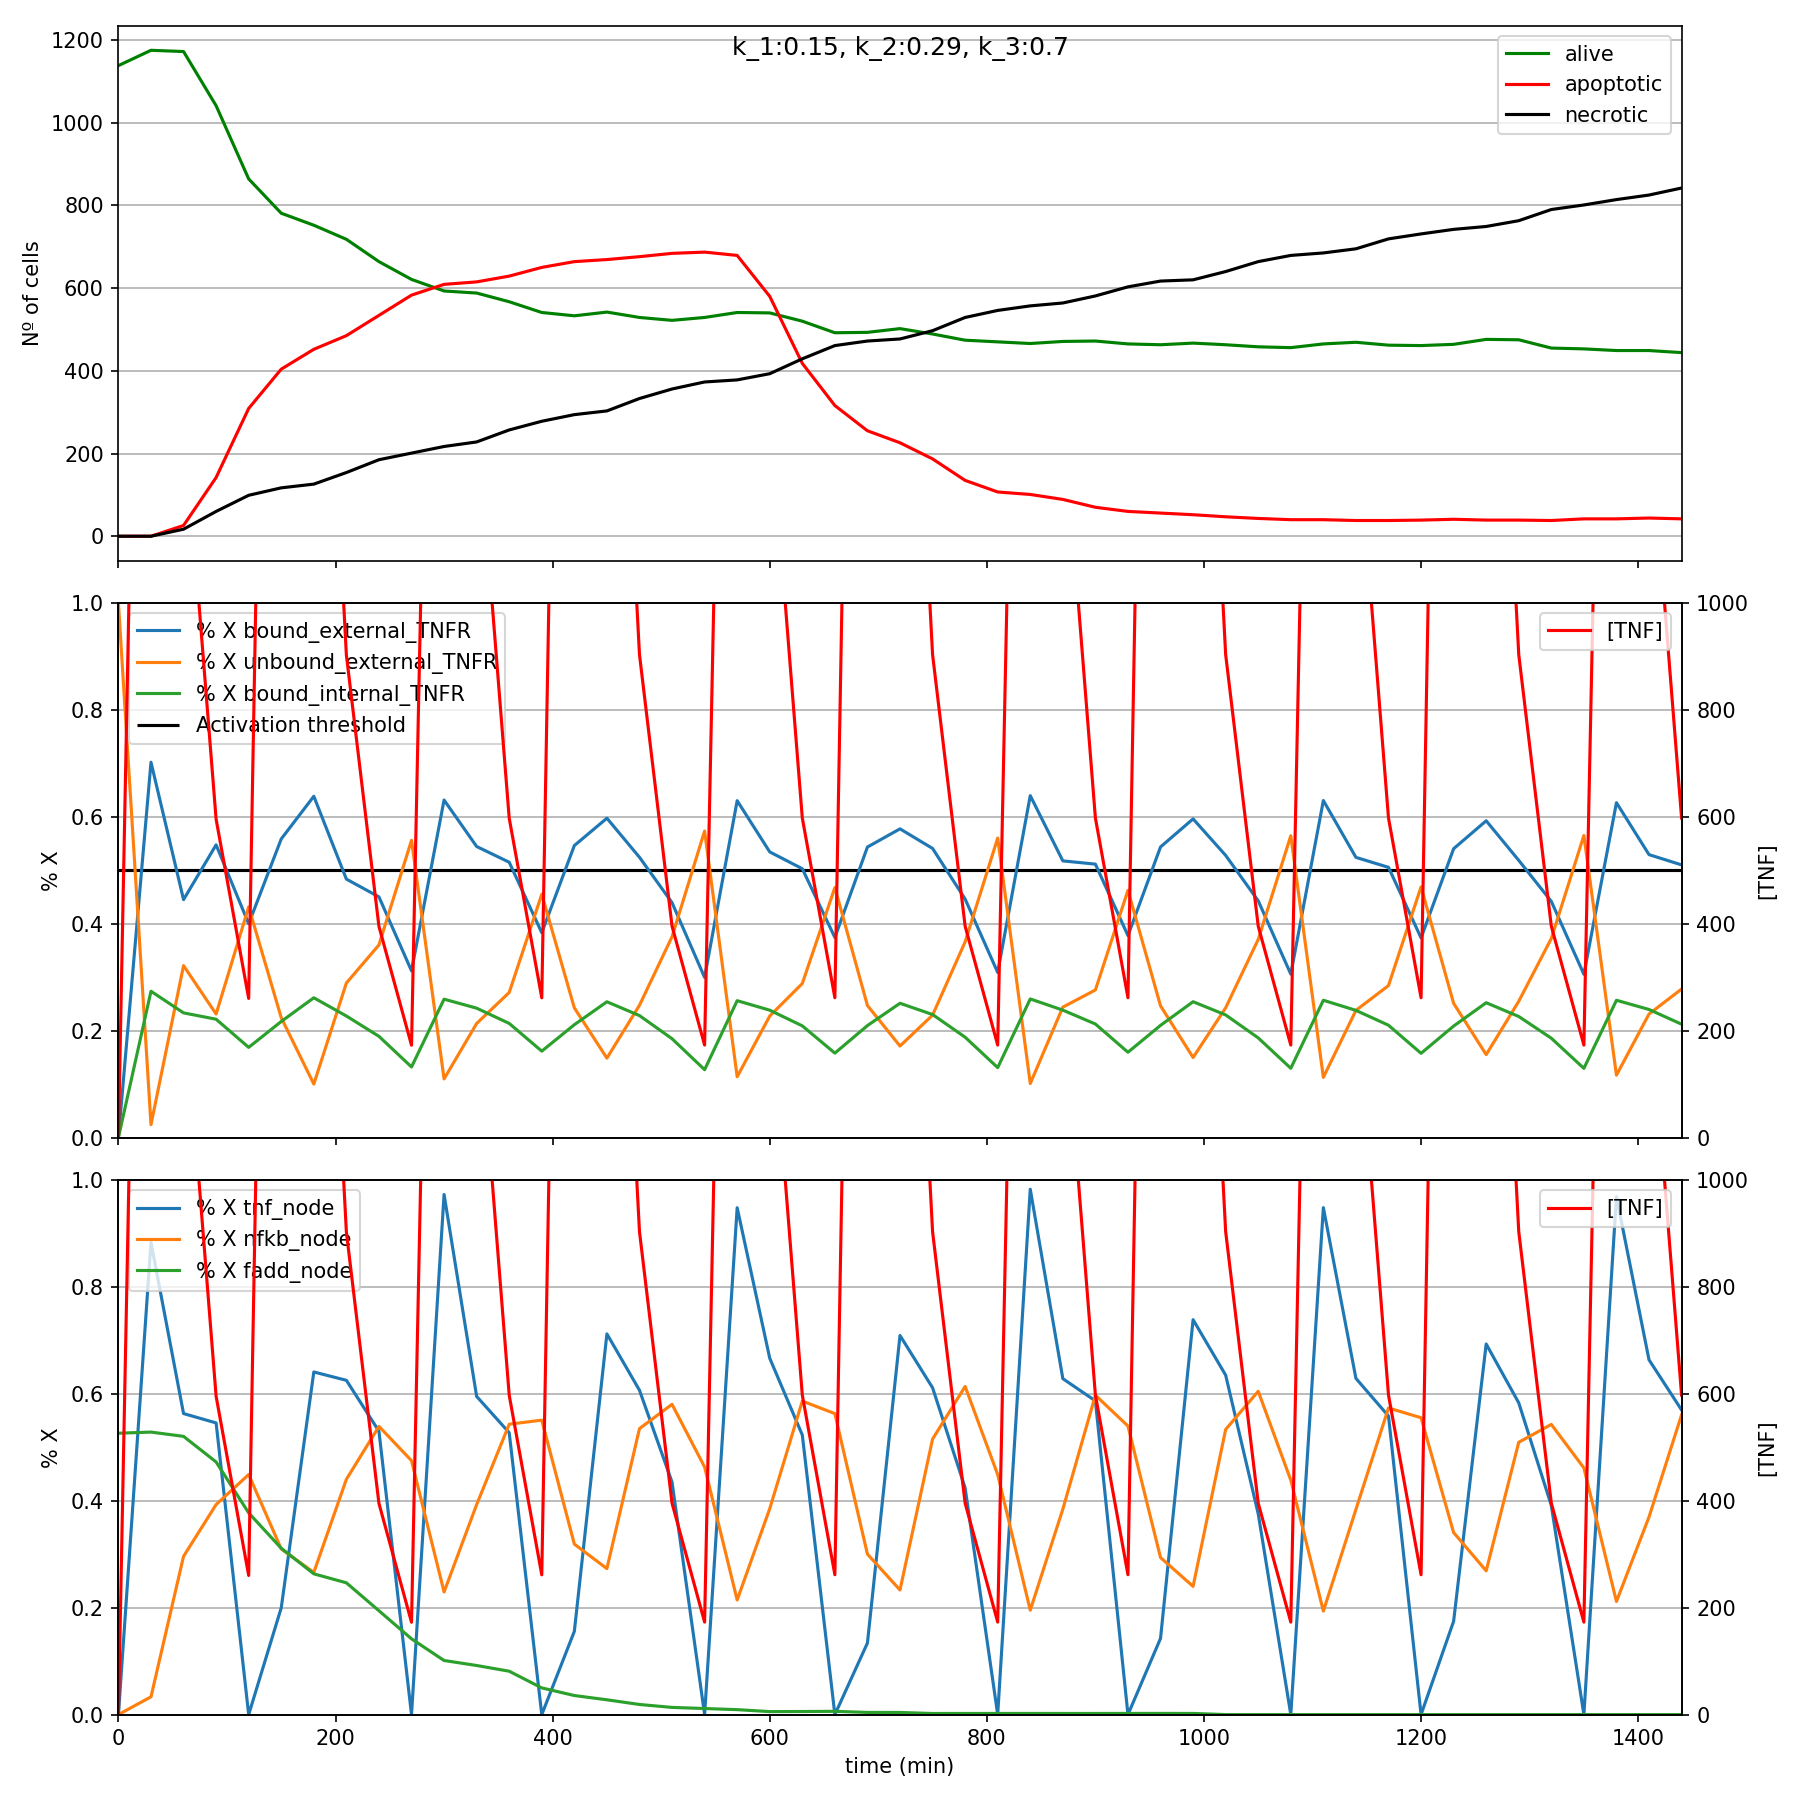 k_1:0.15, k_2:0.29, k_3:0.7
alive
apoptotic
necrotic
1200
1000
800
600
400
200
0
Nº of cells
% X bound_external_TNFR
% X unbound_external_TNFR
% X bound_internal_TNFR
Activation threshold
[TNF]
1.0
0.8
0.6
0.4
0.2
0.0
% X
1000
800
600
400
200
0
[TNF]
% X tnf_node
% X nfkb_node
% X fadd_node
[TNF]
1.0
0.8
0.6
0.4
0.2
0.0
% X
1000
800
600
400
200
0
[TNF]
0 200 400 600 800 1000 1200 1400
time (min)